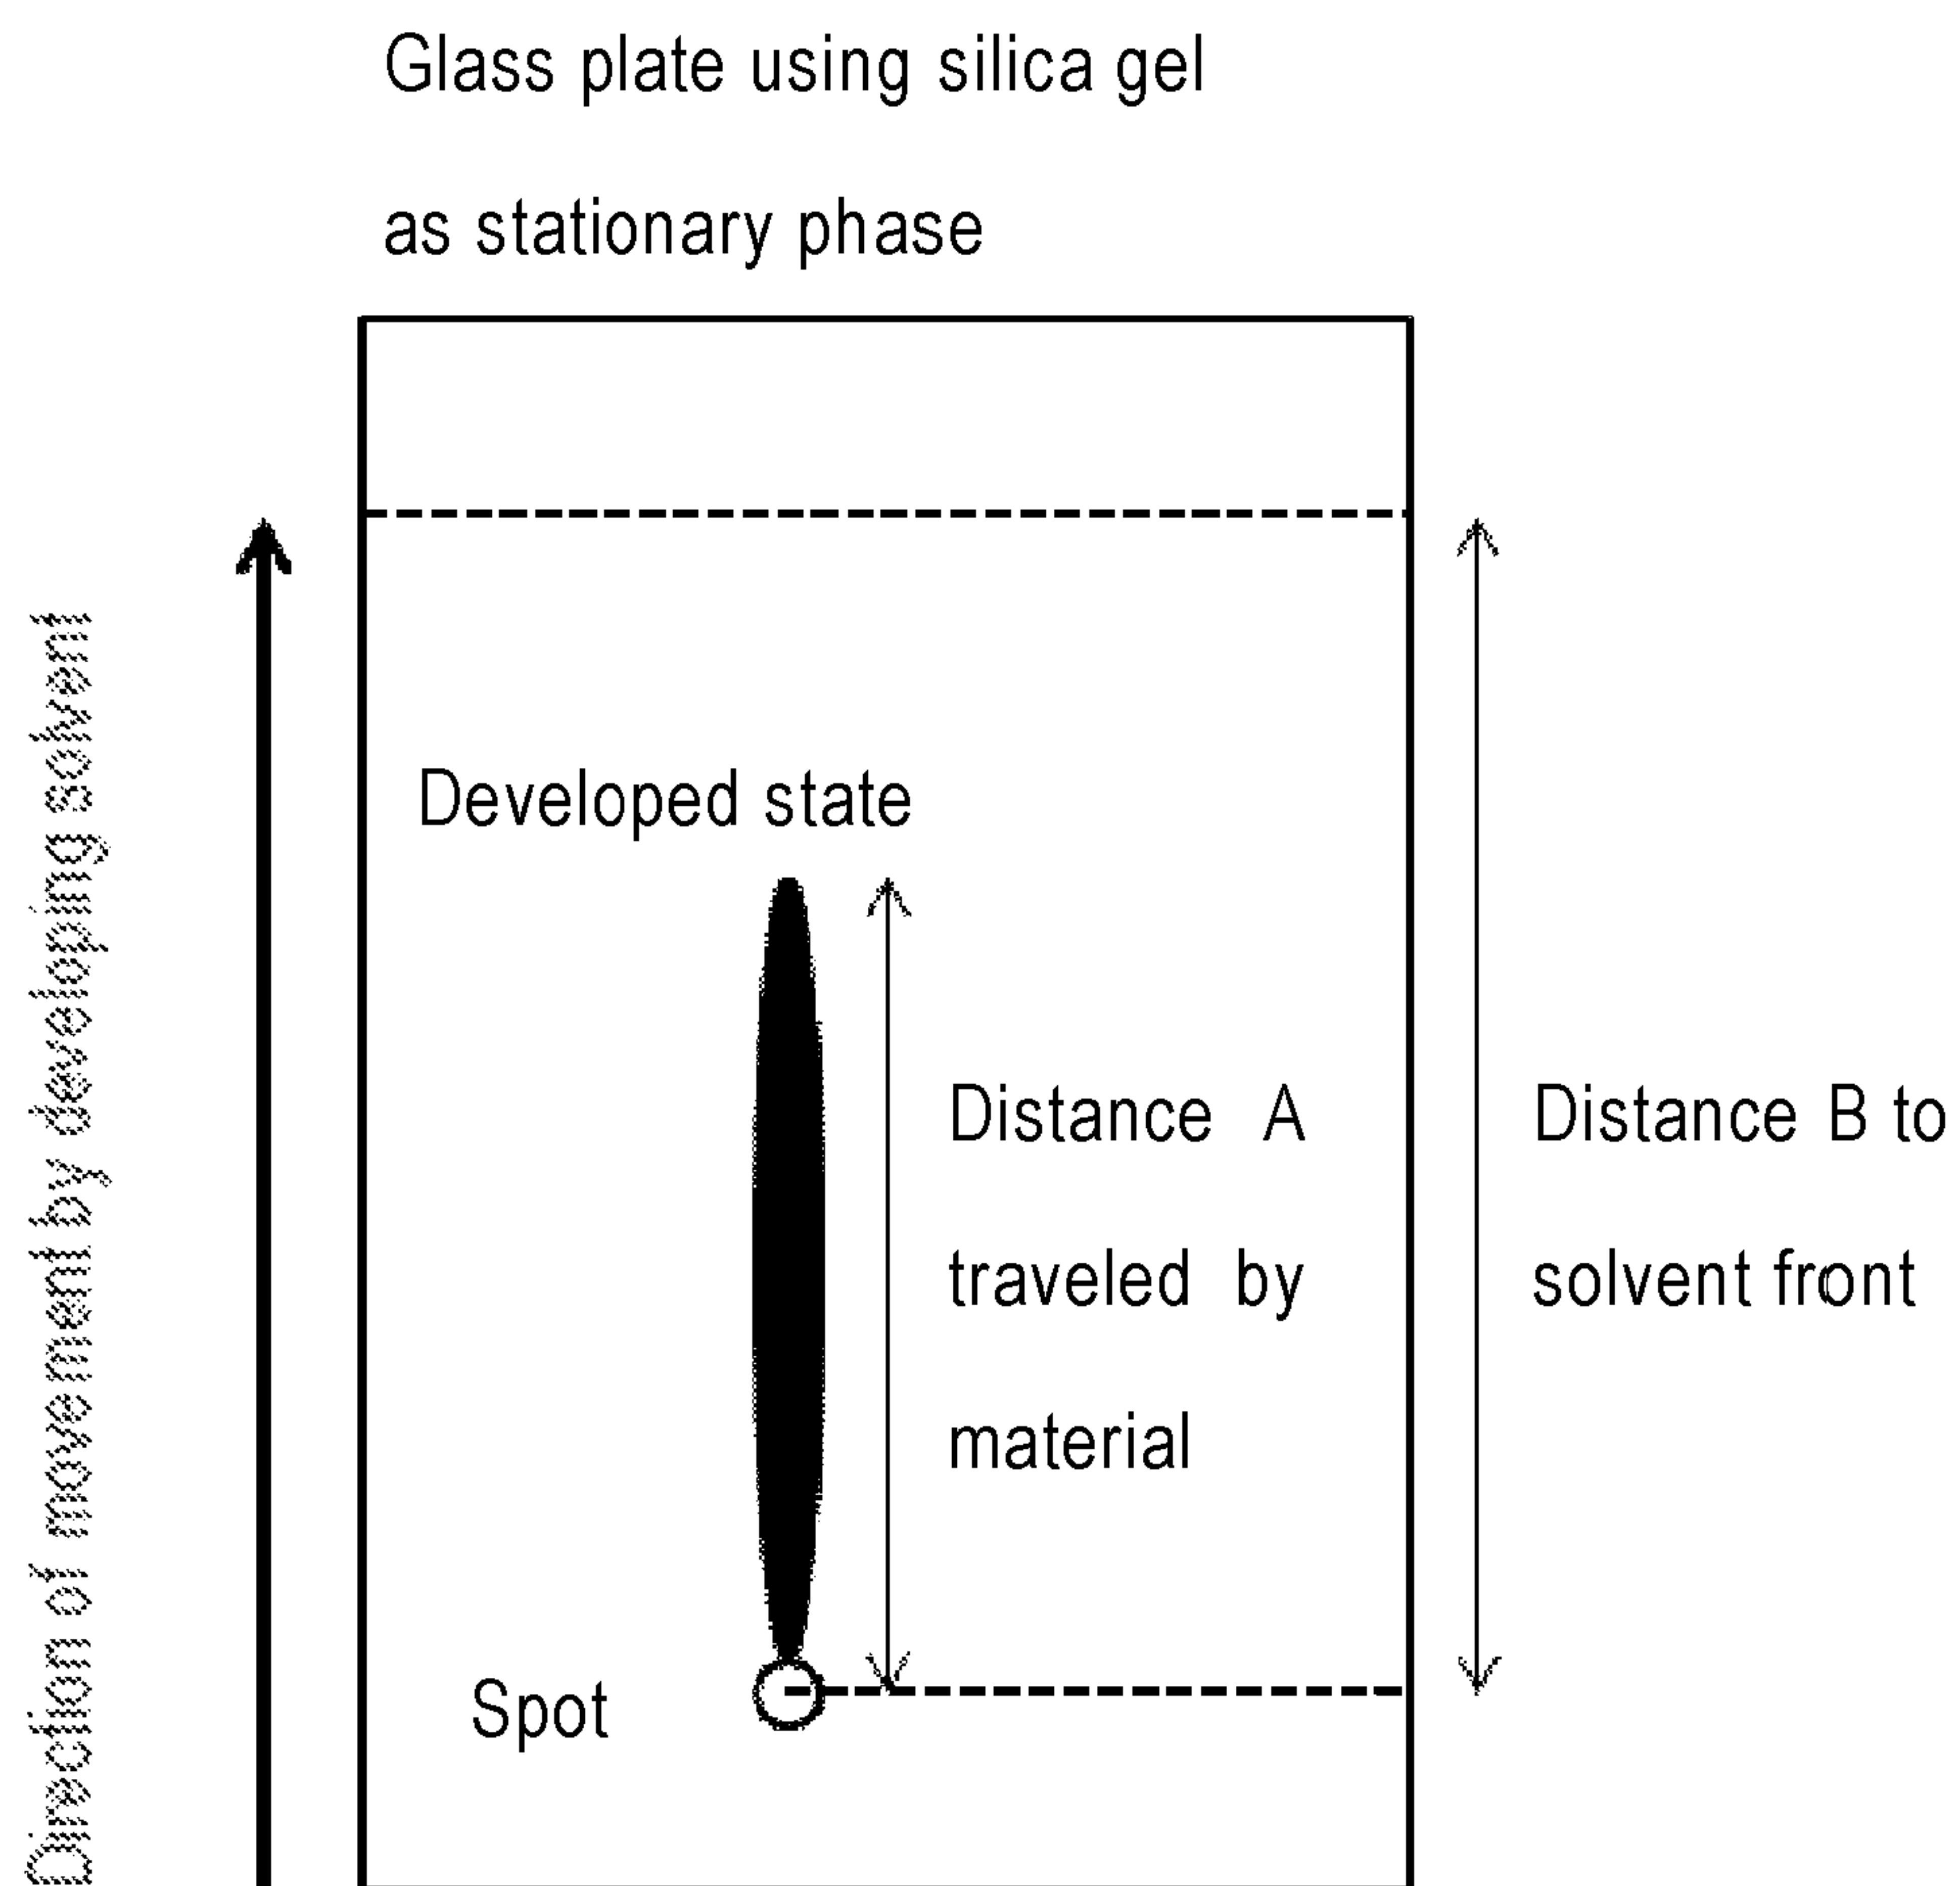 Glass plate using silica gel
as stationary phase
Direction of movement by developing solvent
Developed state
Distance A
traveled by
material
Distance B to
solvent front
Spot